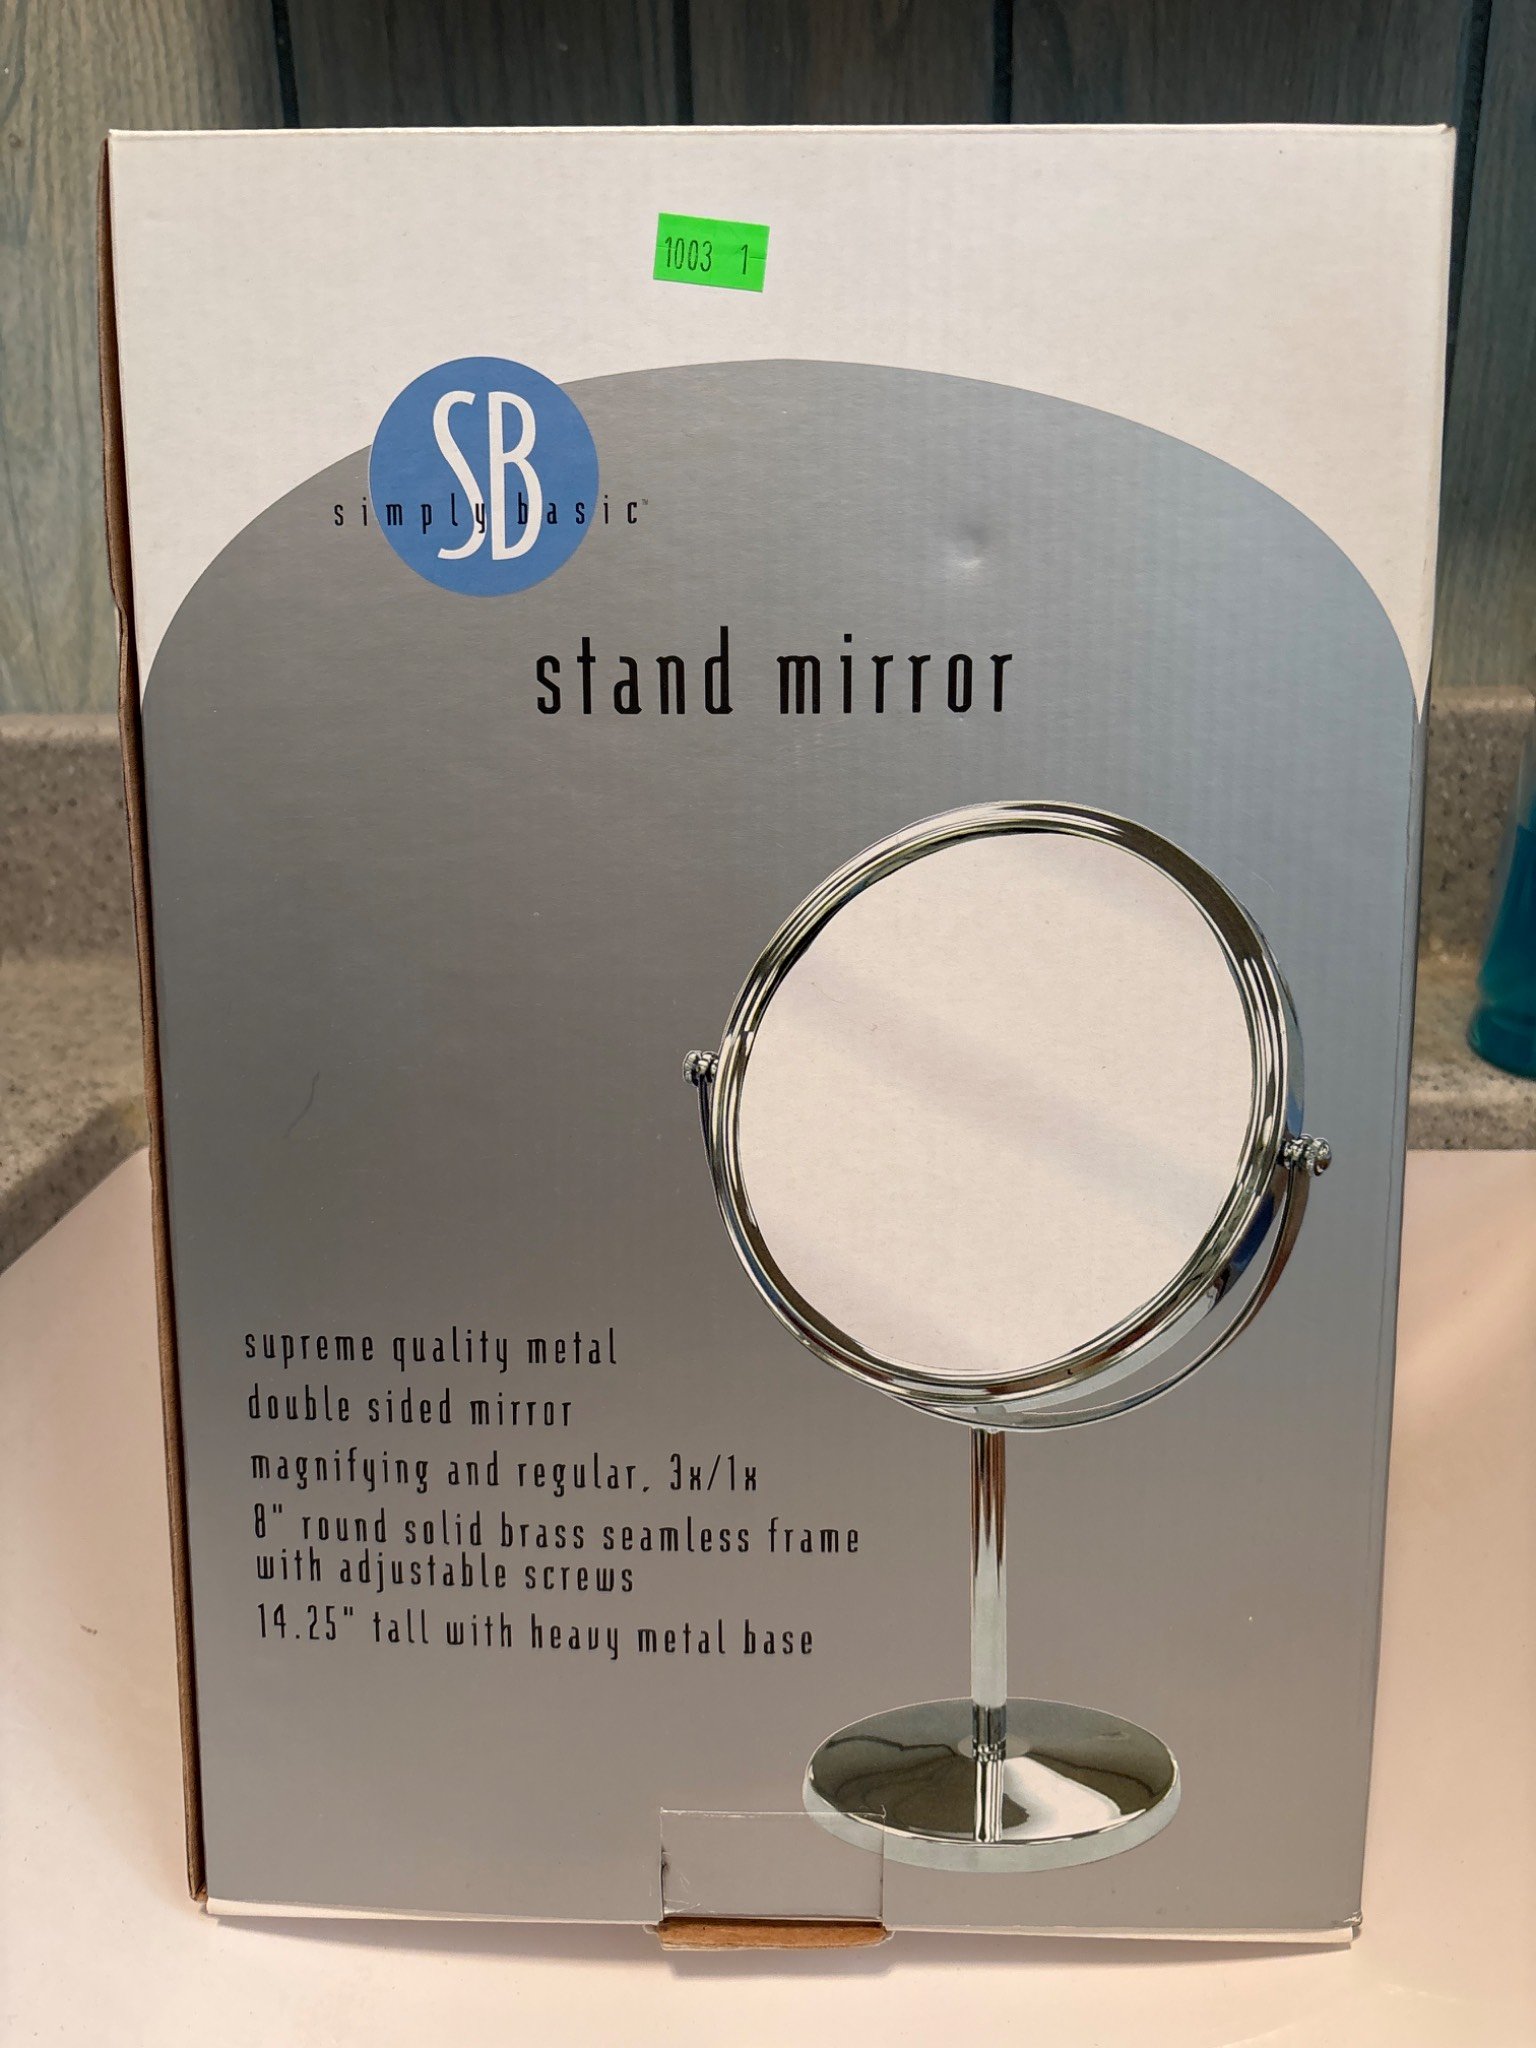 1003 1
SB
simply basic™
stand mirror
supreme quality metal
double sided mirror
magnifying and regular, 3x/1x
8" round solid brass seamless frame
with adjustable screws
14.25" tall with heavy metal base